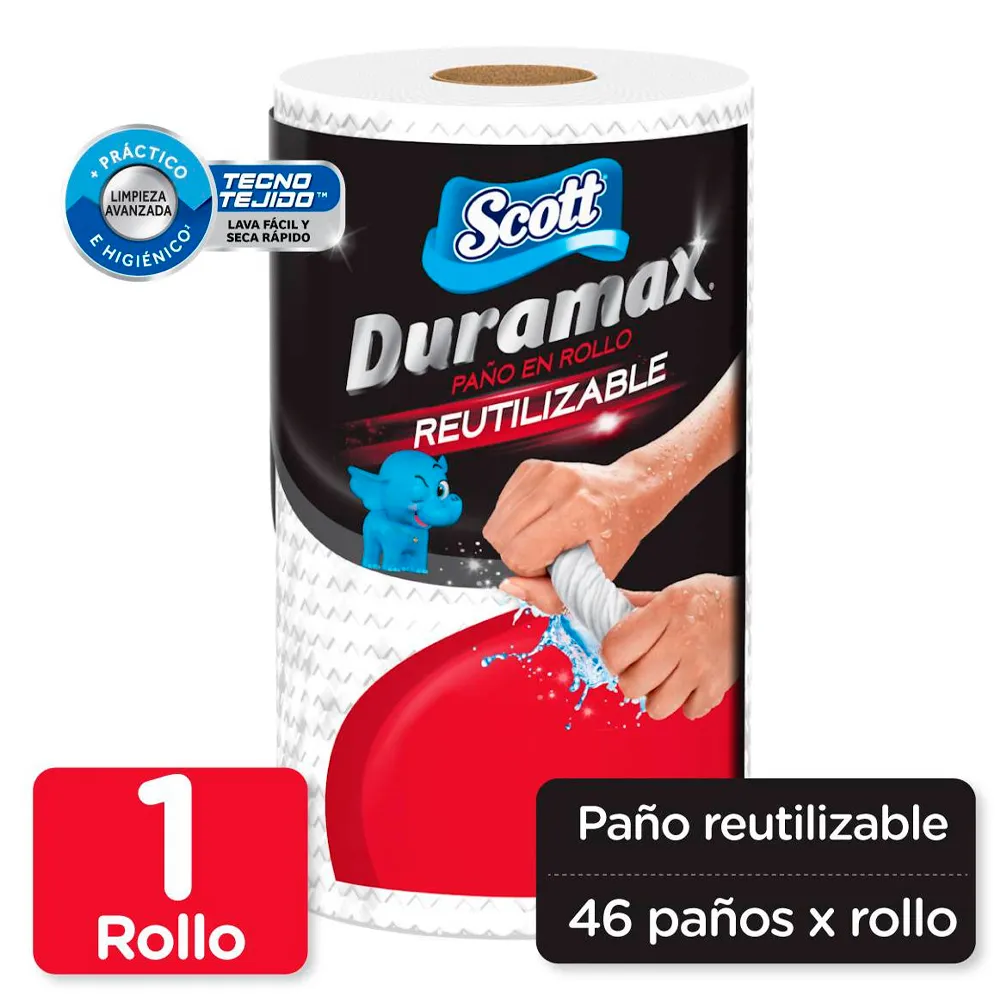 + PRÁCTICO
LIMPIEZA
AVANZADA
E HIGIÉNICO¹
TECNO
TEJIDO™
LAVA FÁCIL Y
SECA RÁPIDO
Scott
Duramax®
PAÑO EN ROLLO
REUTILIZABLE
1
Rollo
Paño reutilizable
46 paños x rollo